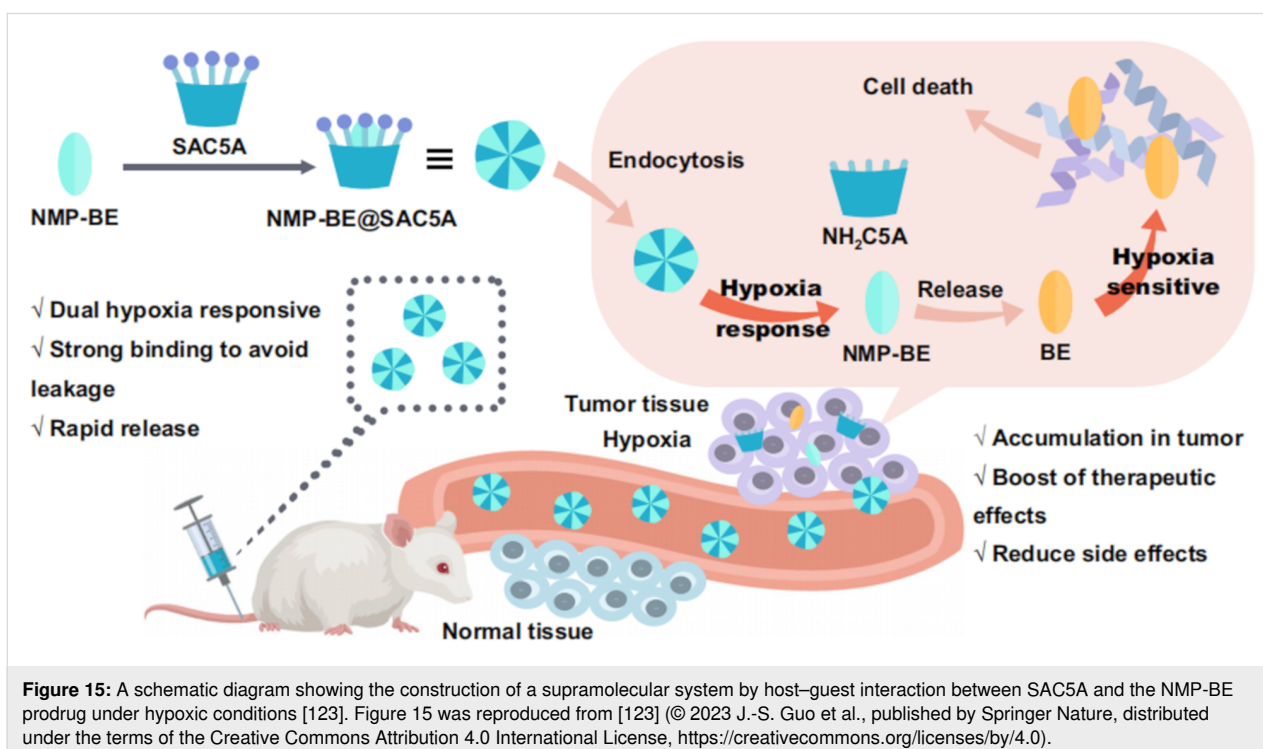 SAC5A
NMP-BE
NMP-BE@SAC5A
≡
√ Dual hypoxia responsive
√ Strong binding to avoid
leakage
√ Rapid release
Endocytosis
Cell death
NH₂C5A
Hypoxia
response
NMP-BE
Release
BE
Hypoxia
sensitive
Tumor tissue
Hypoxia
√ Accumulation in tumor
√ Boost of therapeutic
effects
√ Reduce side effects
Normal tissue
Figure 15: A schematic diagram showing the construction of a supramolecular system by host–guest interaction between SAC5A and the NMP-BE
prodrug under hypoxic conditions [123]. Figure 15 was reproduced from [123] (© 2023 J.-S. Guo et al., published by Springer Nature, distributed
under the terms of the Creative Commons Attribution 4.0 International License, https://creativecommons.org/licenses/by/4.0).